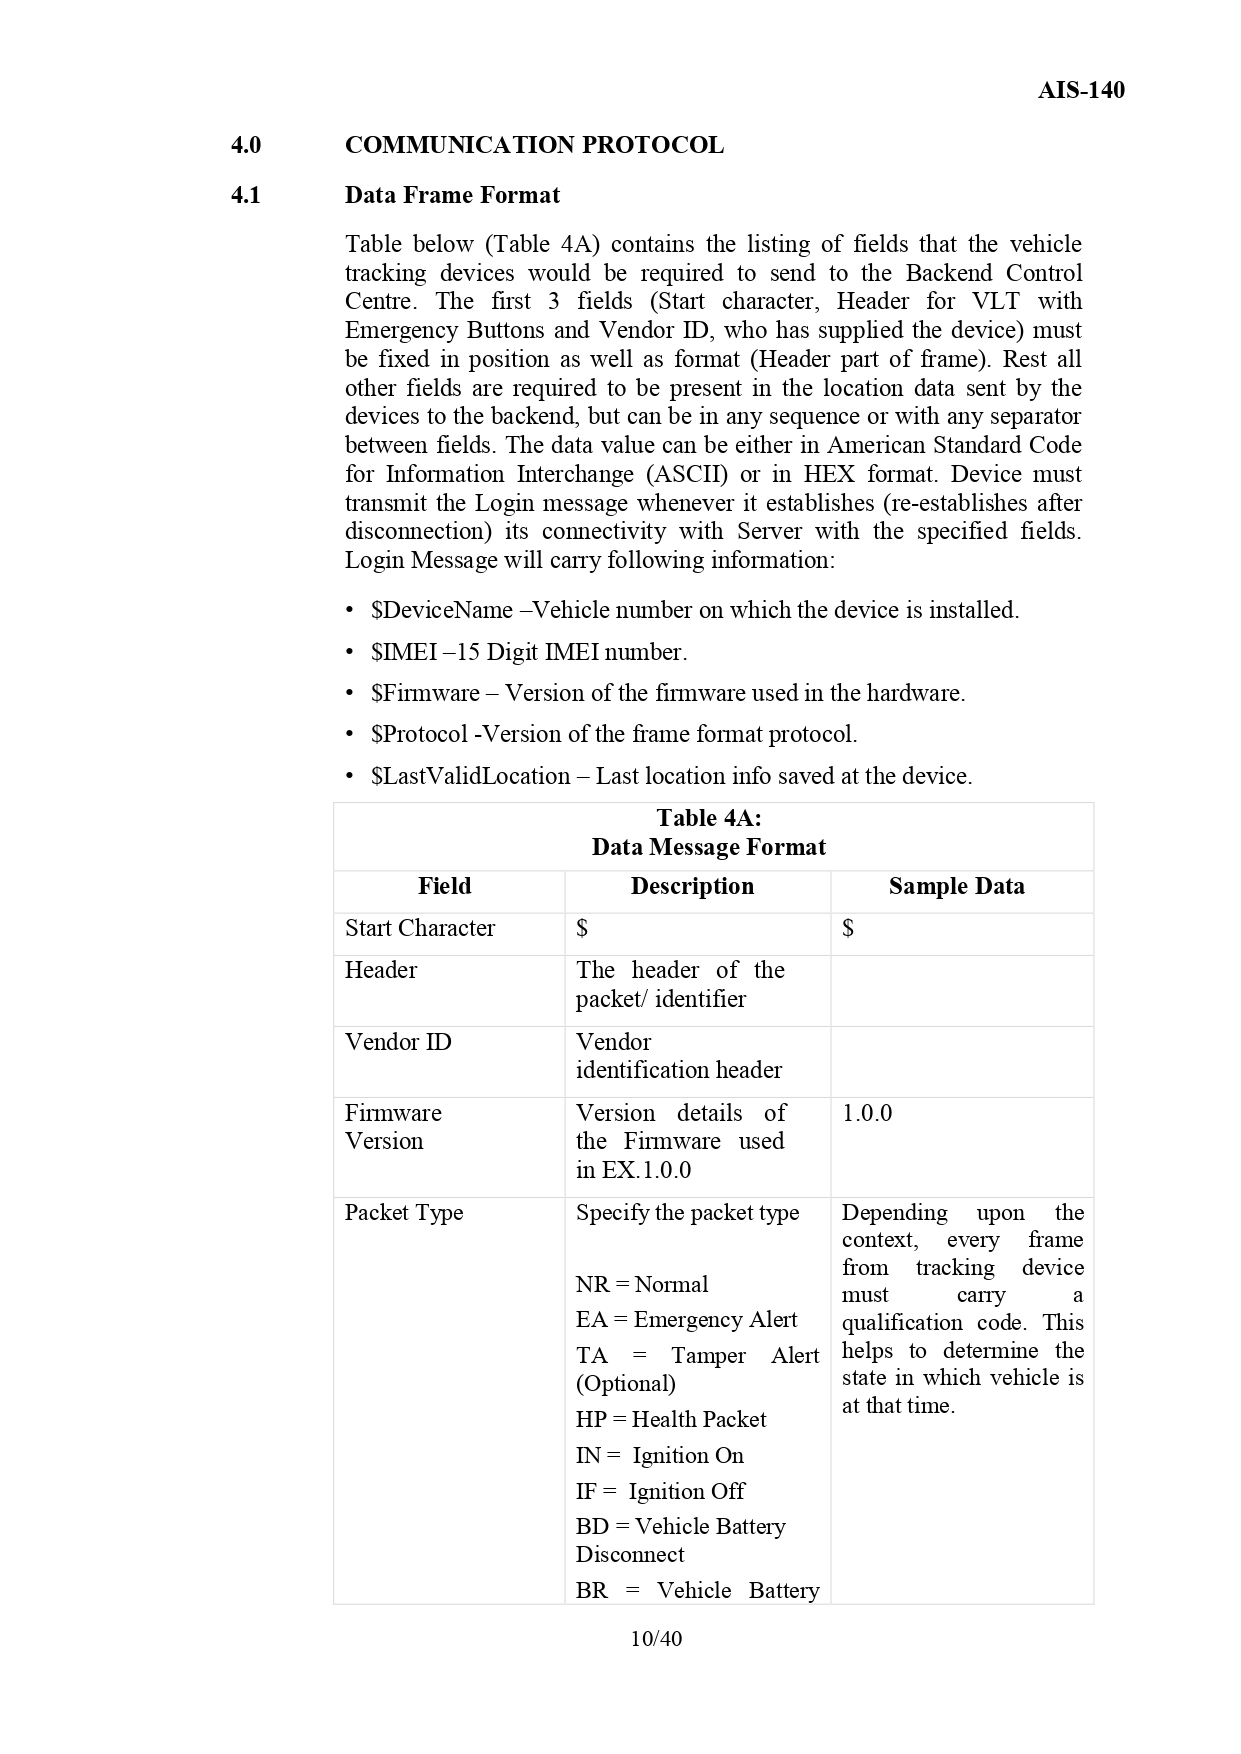 AIS-140
4.0 COMMUNICATION PROTOCOL
4.1 Data Frame Format
Table below (Table 4A) contains the listing of fields that the vehicle
tracking devices would be required to send to the Backend Control
Centre. The first 3 fields (Start character, Header for VLT with
Emergency Buttons and Vendor ID, who has supplied the device) must
be fixed in position as well as format (Header part of frame). Rest all
other fields are required to be present in the location data sent by the
devices to the backend, but can be in any sequence or with any separator
between fields. The data value can be either in American Standard Code
for Information Interchange (ASCII) or in HEX format. Device must
transmit the Login message whenever it establishes (re-establishes after
disconnection) its connectivity with Server with the specified fields.
Login Message will carry following information:
• $DeviceName –Vehicle number on which the device is installed.
• $IMEI –15 Digit IMEI number.
• $Firmware – Version of the firmware used in the hardware.
• $Protocol -Version of the frame format protocol.
• $LastValidLocation – Last location info saved at the device.
Table 4A:
Data Message Format
Field Description Sample Data
Start Character $ $
Header The header of the
packet/ identifier
Vendor ID Vendor
identification header
Firmware Version details of 1.0.0
Version the Firmware used
in EX.1.0.0
Packet Type Specify the packet type
NR = Normal
EA = Emergency Alert
TA = Tamper Alert
(Optional)
HP = Health Packet
IN = Ignition On
IF = Ignition Off
BD = Vehicle Battery
Disconnect
BR = Vehicle Battery
Depending upon the
context, every frame
from tracking device
must carry a
qualification code. This
helps to determine the
state in which vehicle is
at that time.
10/40